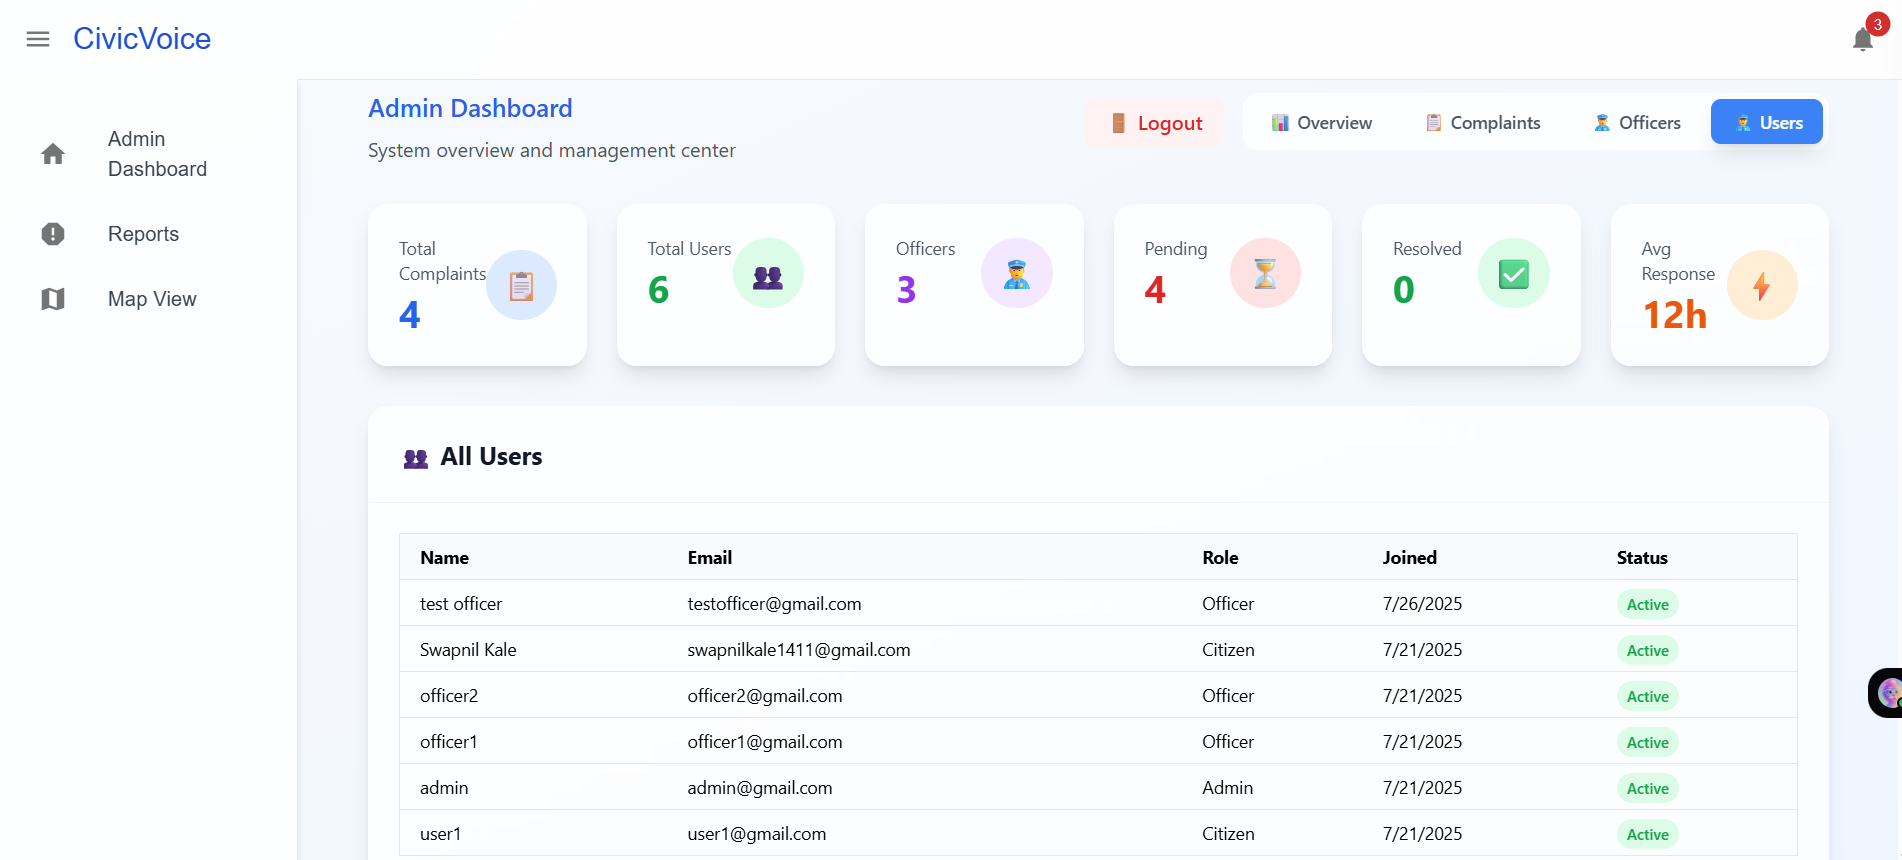 CivicVoice
3
Admin
Dashboard
Reports
Map View
Admin Dashboard
System overview and management center
Logout
Overview
Complaints
Officers
Users
Total
Complaints
4
Total Users
6
Officers
3
Pending
4
Resolved
0
Avg
Response
12h
All Users
Name Email Role Joined Status
test officer testofficer@gmail.com Officer 7/26/2025 Active
Swapnil Kale swapnilkale1411@gmail.com Citizen 7/21/2025 Active
officer2 officer2@gmail.com Officer 7/21/2025 Active
officer1 officer1@gmail.com Officer 7/21/2025 Active
admin admin@gmail.com Admin 7/21/2025 Active
user1 user1@gmail.com Citizen 7/21/2025 Active